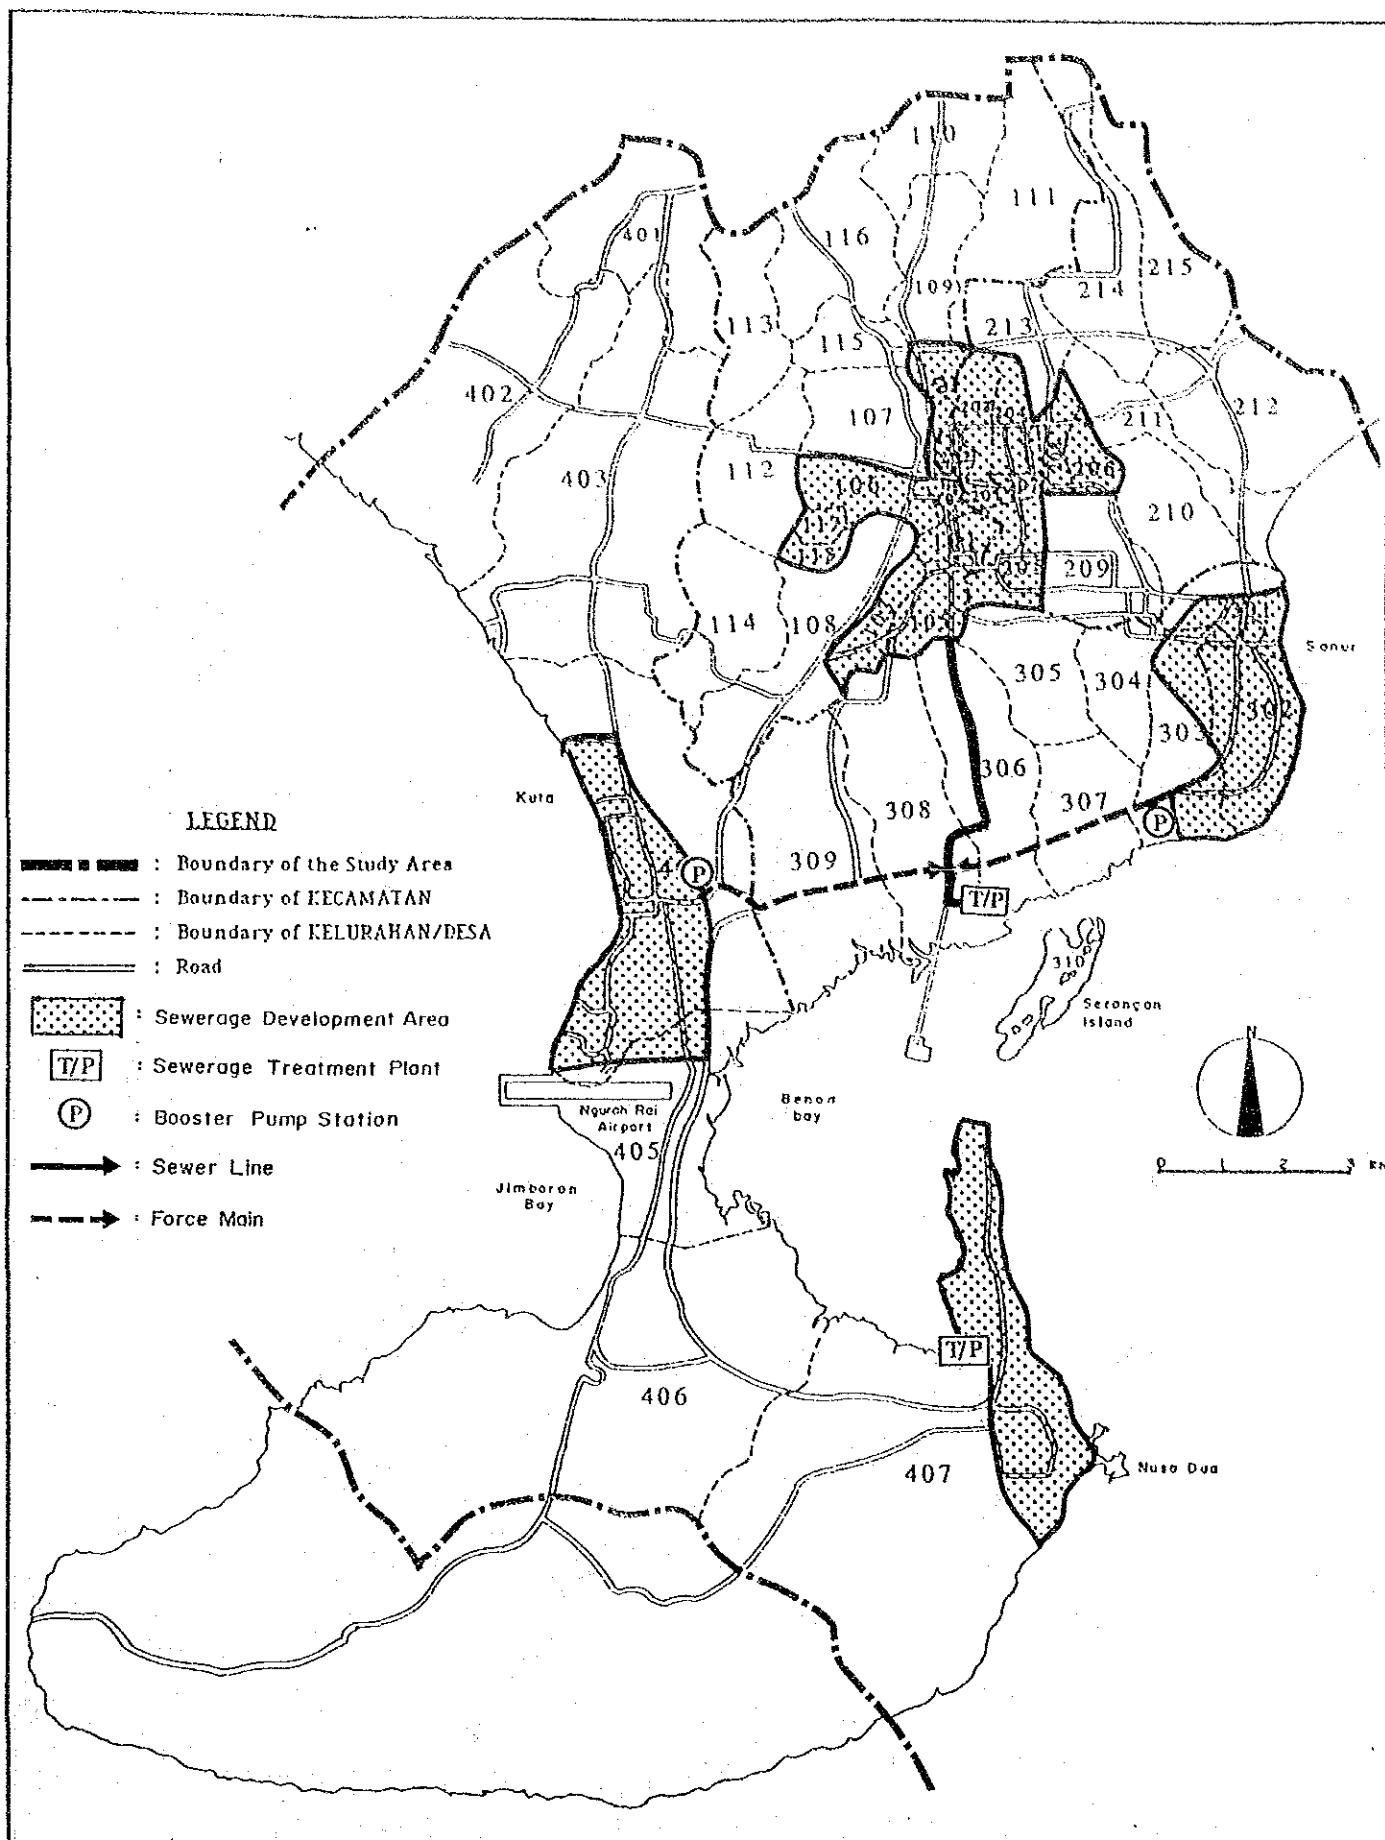 110
111
116
401
215
109
214
113
213
115
402
212
107
211
112
106
206
403
210
117
118
209
114
108
Sanur
305
304
302
303
306
Kuta
308
307
P
LEGEND
309
P
: Boundary of the Study Area
T/P
: Boundary of KECAMATAN
: Boundary of KELURAHAN/DESA
: Road
310
: Sewerage Development Area
Serangan
Island
T/P : Sewerage Treatment Plant
N
P : Booster Pump Station
Ngurah Rai
Airport
Benoa
bay
405
: Sewer Line
0 1 2 3 Km
Jimbaran
Bay
: Force Main
T/P
406
407
Nusa Dua